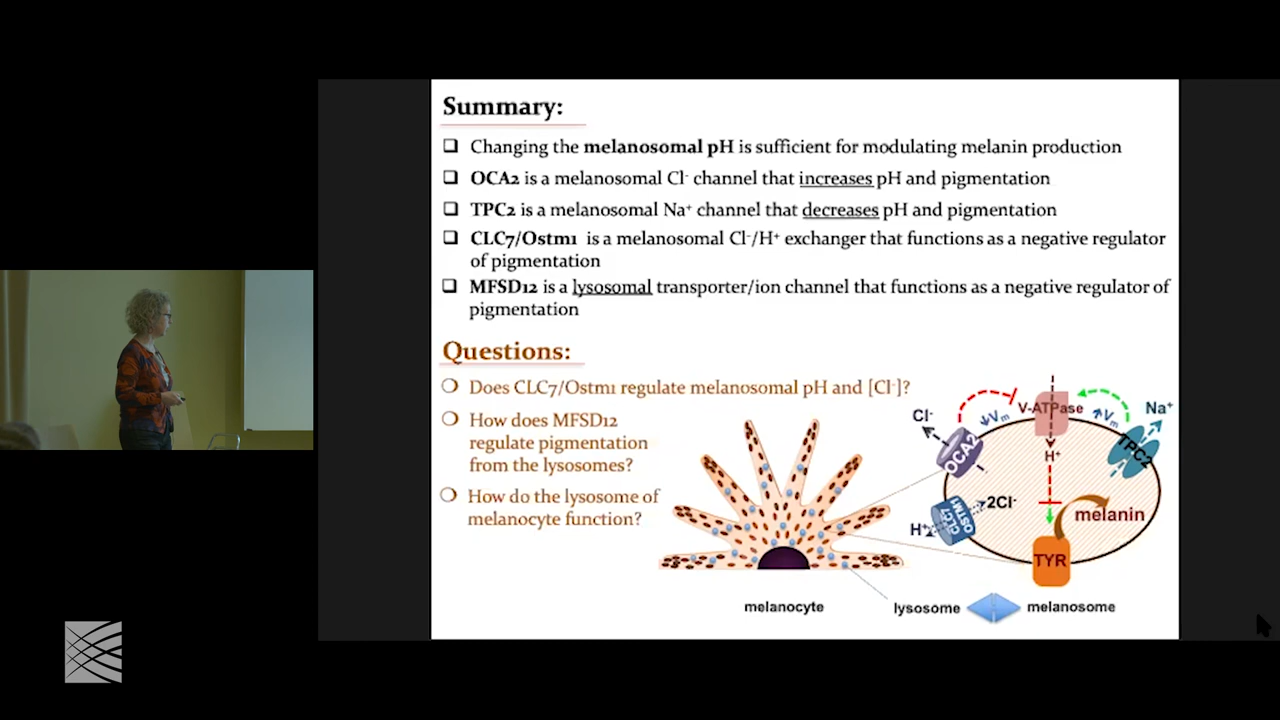 Summary:
❑ Changing the melanosomal pH is sufficient for modulating melanin production
❑ OCA2 is a melanosomal Cl⁻ channel that increases pH and pigmentation
❑ TPC2 is a melanosomal Na⁺ channel that decreases pH and pigmentation
❑ CLC7/Ostm1 is a melanosomal Cl⁻/H⁺ exchanger that functions as a negative regulator
of pigmentation
❑ MFSD12 is a lysosomal transporter/ion channel that functions as a negative regulator of
pigmentation
Questions:
❍ Does CLC7/Ostm1 regulate melanosomal pH and [Cl⁻]?
❍ How does MFSD12
regulate pigmentation
from the lysosomes?
❍ How do the lysosome of
melanocyte function?
Cl⁻
↓Vm
V-ATPase
↑Vm
Na⁺
OCA2
H⁺
TPC2
CLC7
OSTM1
2Cl⁻
H⁺
melanin
TYR
melanocyte
lysosome
melanosome